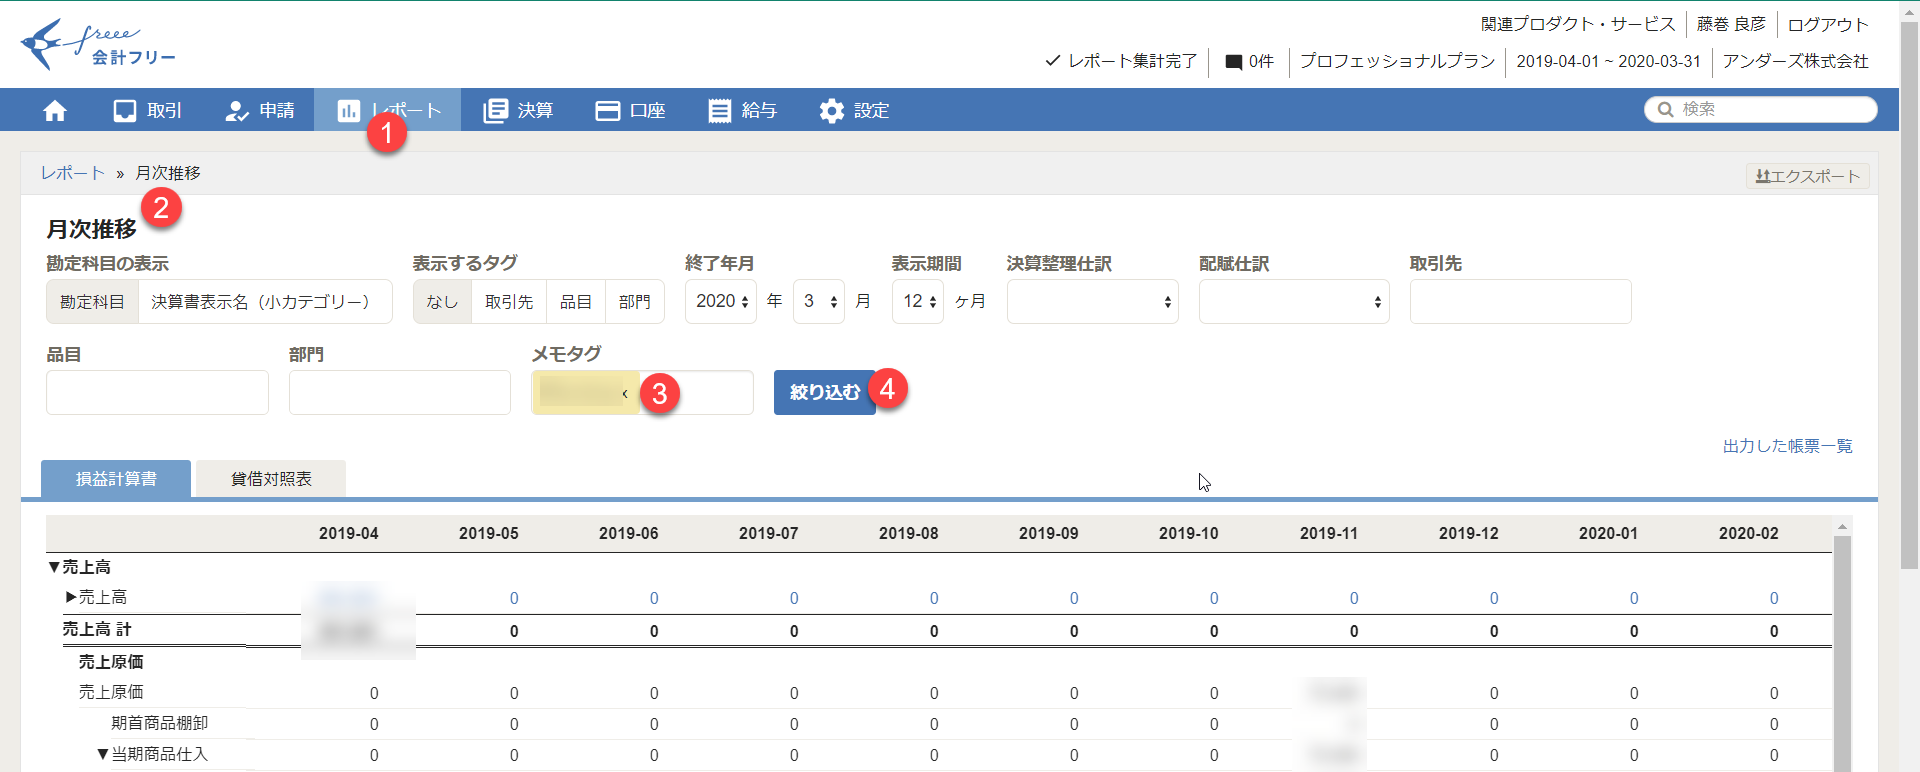 freee
会計フリー
関連プロダクト・サービス 藤巻 良彦 ログアウト
レポート集計完了 0件 プロフェッショナルプラン 2019-04-01 ~ 2020-03-31 アンダーズ株式会社
取引 申請 レポート 決算 口座 給与 設定 検索
1
レポート » 月次推移 エクスポート
2
月次推移
勘定科目の表示 表示するタグ 終了年月 表示期間 決算整理仕訳 配賦仕訳 取引先
勘定科目 決算書表示名（小カテゴリー） なし 取引先 品目 部門 2020 年 3 月 12 ヶ月
品目 部門 メモタグ
x 3 絞り込む 4
出力した帳票一覧
損益計算書 貸借対照表
2019-04 2019-05 2019-06 2019-07 2019-08 2019-09 2019-10 2019-11 2019-12 2020-01 2020-02
▼売上高
▶売上高 0 0 0 0 0 0 0 0 0 0
売上高 計 0 0 0 0 0 0 0 0 0 0
売上原価
売上原価 0 0 0 0 0 0 0 0 0 0
期首商品棚卸 0 0 0 0 0 0 0 0 0 0
▼当期商品仕入 0 0 0 0 0 0 0 0 0 0